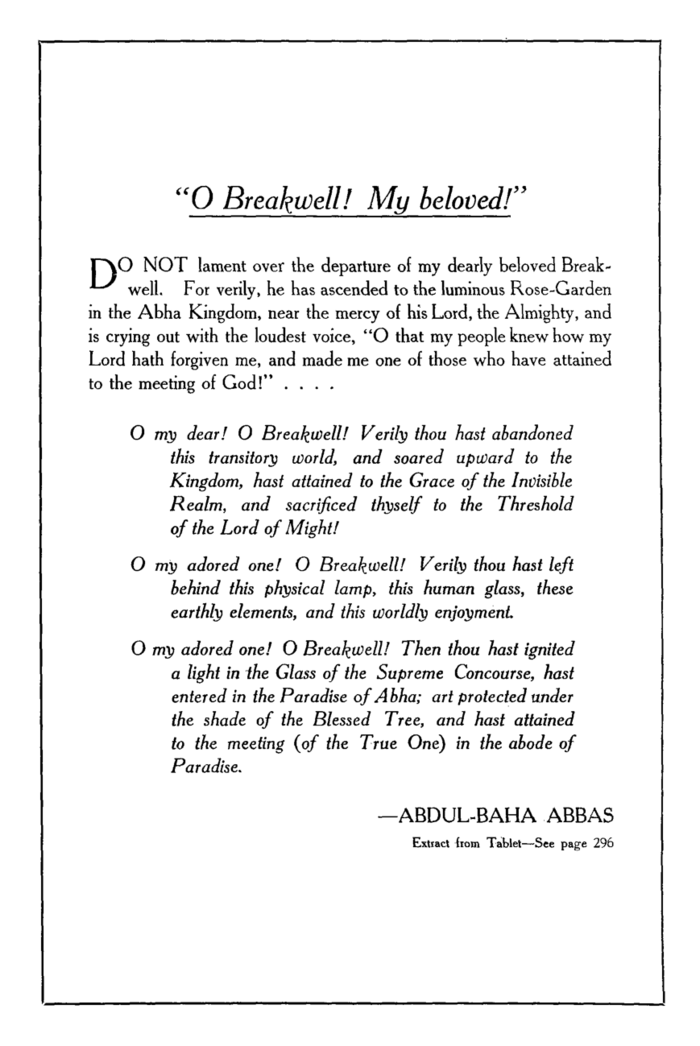 “O Breakwell! My beloved!”
DO NOT lament over the departure of my dearly beloved Break-
well. For verily, he has ascended to the luminous Rose-Garden
in the Abha Kingdom, near the mercy of his Lord, the Almighty, and
is crying out with the loudest voice, “O that my people knew how my
Lord hath forgiven me, and made me one of those who have attained
to the meeting of God!” . . . .
O my dear! O Breakwell! Verily thou hast abandoned
this transitory world, and soared upward to the
Kingdom, hast attained to the Grace of the Invisible
Realm, and sacrificed thyself to the Threshold
of the Lord of Might!
O my adored one! O Breakwell! Verily thou hast left
behind this physical lamp, this human glass, these
earthly elements, and this worldly enjoyment.
O my adored one! O Breakwell! Then thou hast ignited
a light in the Glass of the Supreme Concourse, hast
entered in the Paradise of Abha; art protected under
the shade of the Blessed Tree, and hast attained
to the meeting (of the True One) in the abode of
Paradise.
—ABDUL-BAHA ABBAS
Extract from Tablet—See page 296